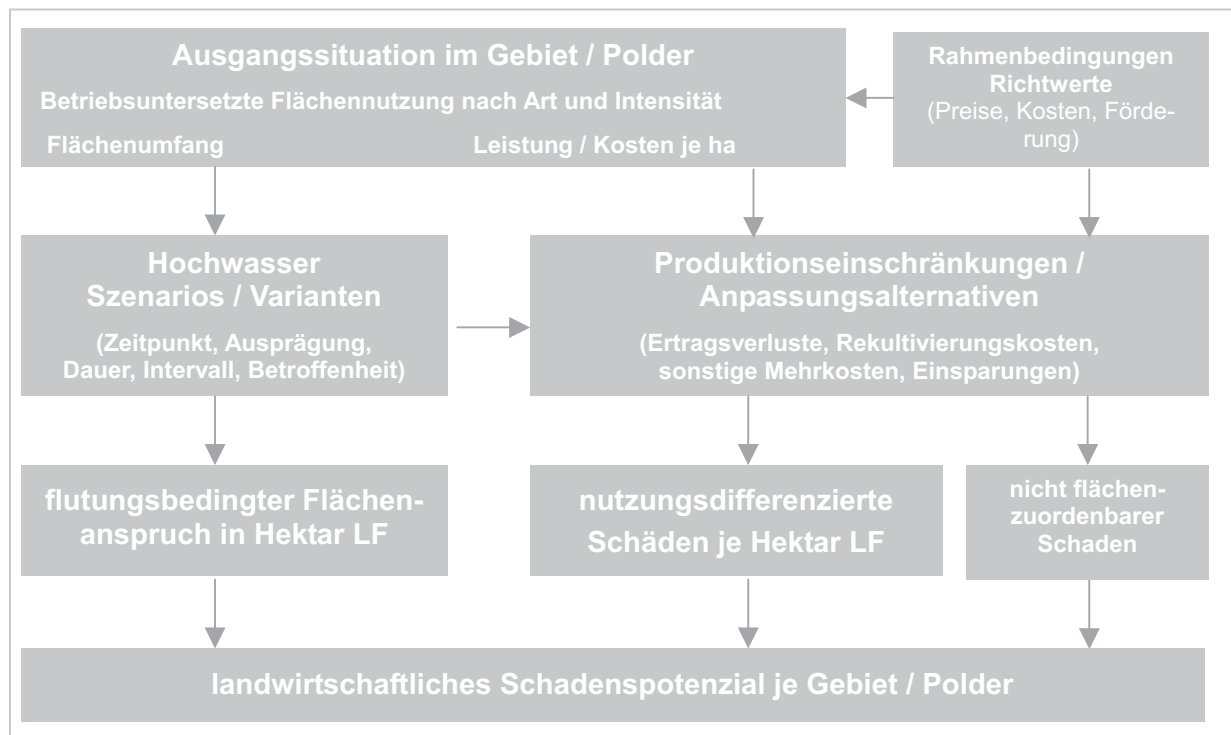 Ausgangssituation im Gebiet / Polder
Betriebsuntersetzte Flächennutzung nach Art und Intensität
Flächenumfang
Leistung / Kosten je ha
Rahmenbedingungen
Richtwerte
(Preise, Kosten, Förde-
rung)
Hochwasser
Szenarios / Varianten
(Zeitpunkt, Ausprägung,
Dauer, Intervall, Betroffenheit)
Produktionseinschränkungen /
Anpassungsalternativen
(Ertragsverluste, Rekultivierungskosten,
sonstige Mehrkosten, Einsparungen)
flutungsbedingter Flächen-
anspruch in Hektar LF
nutzungsdifferenzierte
Schäden je Hektar LF
nicht flächen-
zuordenbarer
Schaden
landwirtschaftliches Schadenspotenzial je Gebiet / Polder